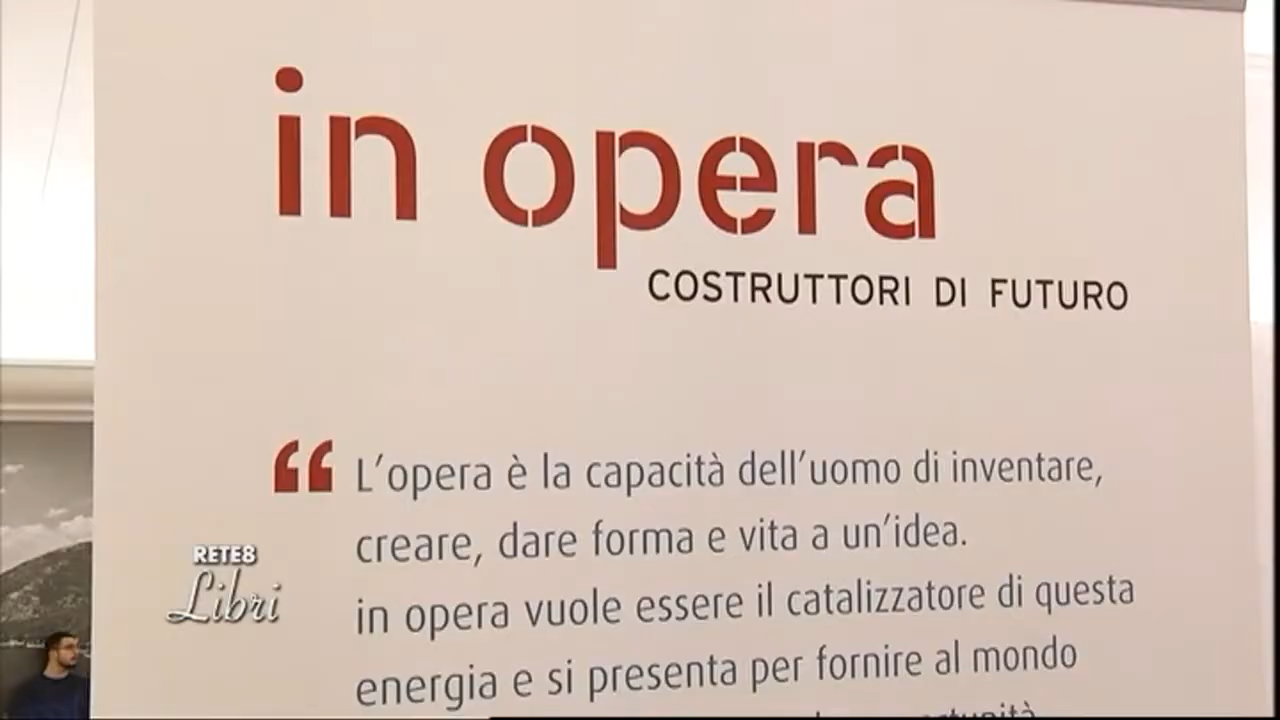 in opera
COSTRUTTORI DI FUTURO
“ L’opera è la capacità dell’uomo di inventare,
creare, dare forma e vita a un’idea.
in opera vuole essere il catalizzatore di questa
energia e si presenta per fornire al mondo
RETE8
Libri